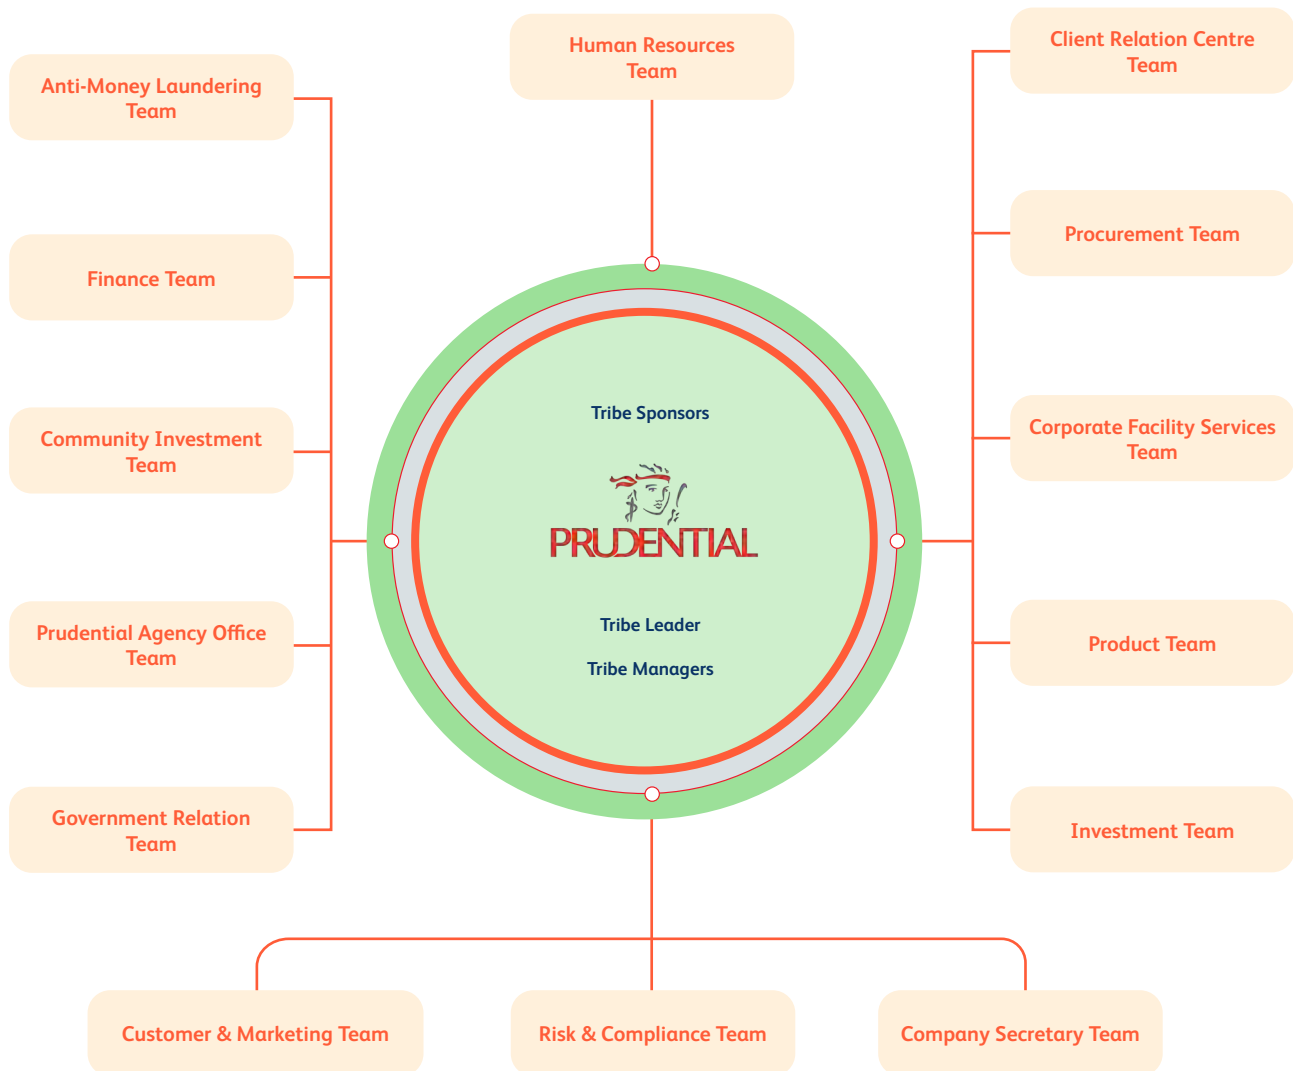 Human Resources
Team
Client Relation Centre
Team
Anti-Money Laundering
Team
Procurement Team
Finance Team
Tribe Sponsors
Community Investment
Team
Corporate Facility Services
Team
PRUDENTIAL
Tribe Leader
Tribe Managers
Prudential Agency Office
Team
Product Team
Government Relation
Team
Investment Team
Customer & Marketing Team
Risk & Compliance Team
Company Secretary Team